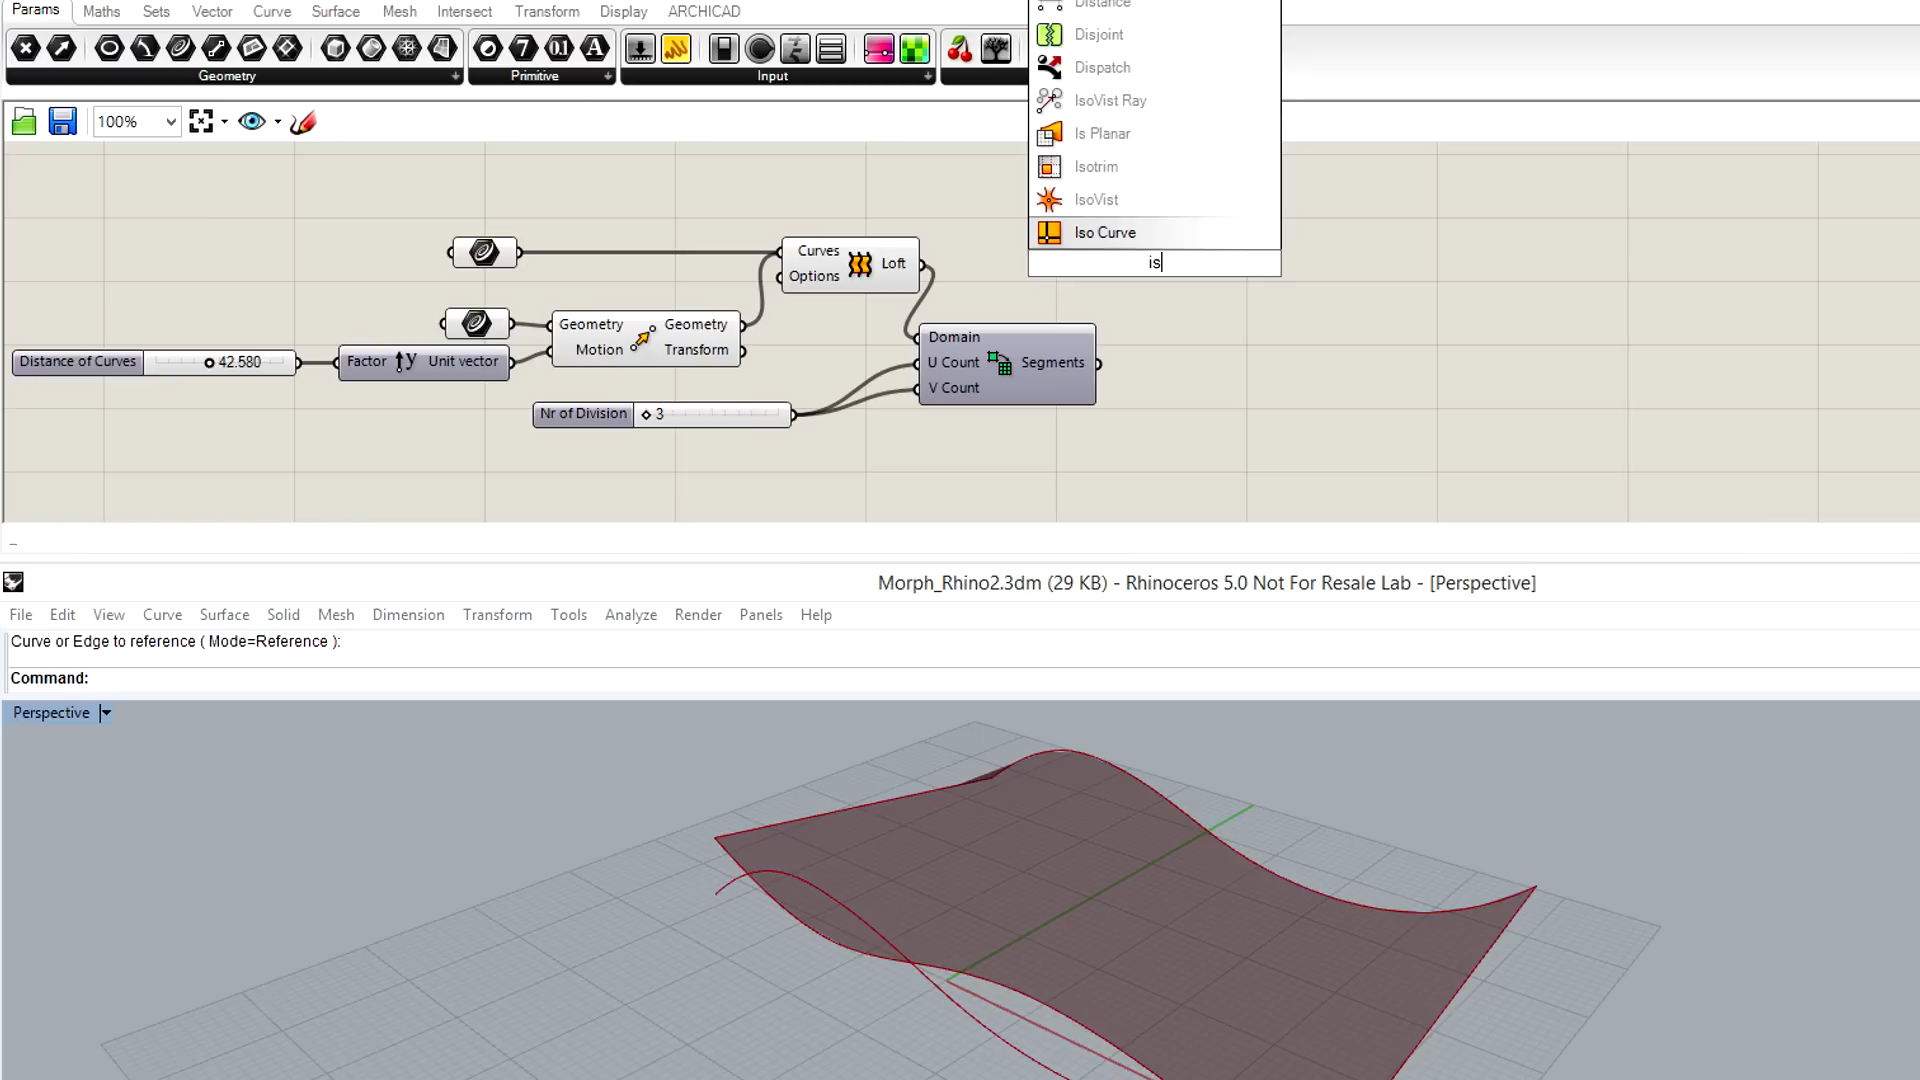 Params Maths Sets Vector Curve Surface Mesh Intersect Transform Display ARCHICAD
Geometry Primitive Input
100%
Distance
Disjoint
Dispatch
IsoVist Ray
Is Planar
Isotrim
IsoVist
Iso Curve
is
Curves
Options
Loft
Geometry
Motion
Geometry
Transform
Distance of Curves 42.580
Factor y Unit vector
Domain
U Count
V Count
Segments
Nr of Division 3
Morph_Rhino2.3dm (29 KB) - Rhinoceros 5.0 Not For Resale Lab - [Perspective]
File Edit View Curve Surface Solid Mesh Dimension Transform Tools Analyze Render Panels Help
Curve or Edge to reference ( Mode=Reference ):
Command:
Perspective